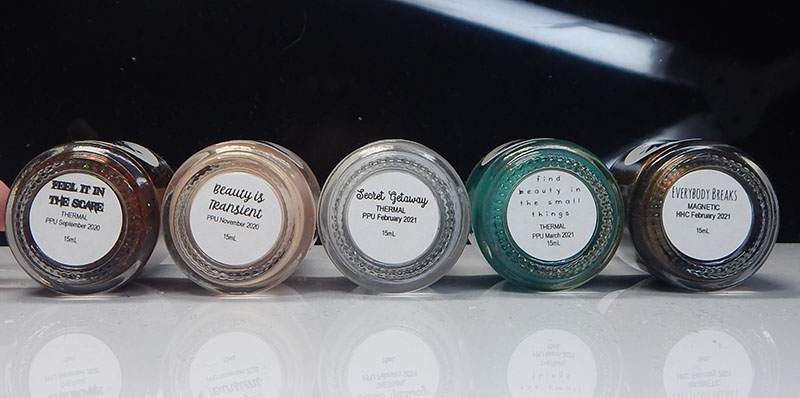 FEEL IT IN
THE SCARE
THERMAL
PPU September 2020
15mL
Beauty is
Transient
PPU November 2020
15mL
Secret Getaway
THERMAL
PPU February 2021
15mL
find
beauty in
the small
things
THERMAL
PPU March 2021
15mL
EVERYBODY BREAKS
MAGNETIC
HHC February 2021
15mL